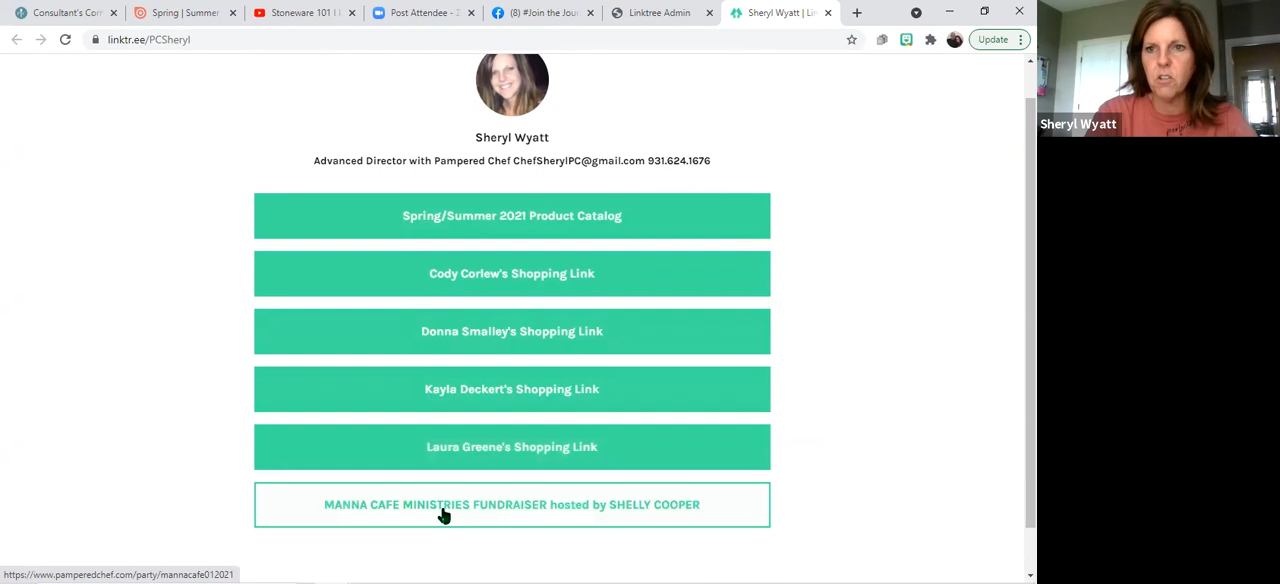 Consultant's Cor
Spring | Summer
Stoneware 101 |
Post Attendee - Z
(8) #Join the Jou
Linktree Admin
Sheryl Wyatt | Lin
linktr.ee/PCSheryl
Update
Sheryl Wyatt
Sheryl Wyatt
Advanced Director with Pampered Chef ChefSherylPC@gmail.com 931.624.1676
Spring/Summer 2021 Product Catalog
Cody Corlew's Shopping Link
Donna Smalley's Shopping Link
Kayla Deckert's Shopping Link
Laura Greene's Shopping Link
MANNA CAFE MINISTRIES FUNDRAISER hosted by SHELLY COOPER
https://www.pamperedchef.com/party/mannacafe012021